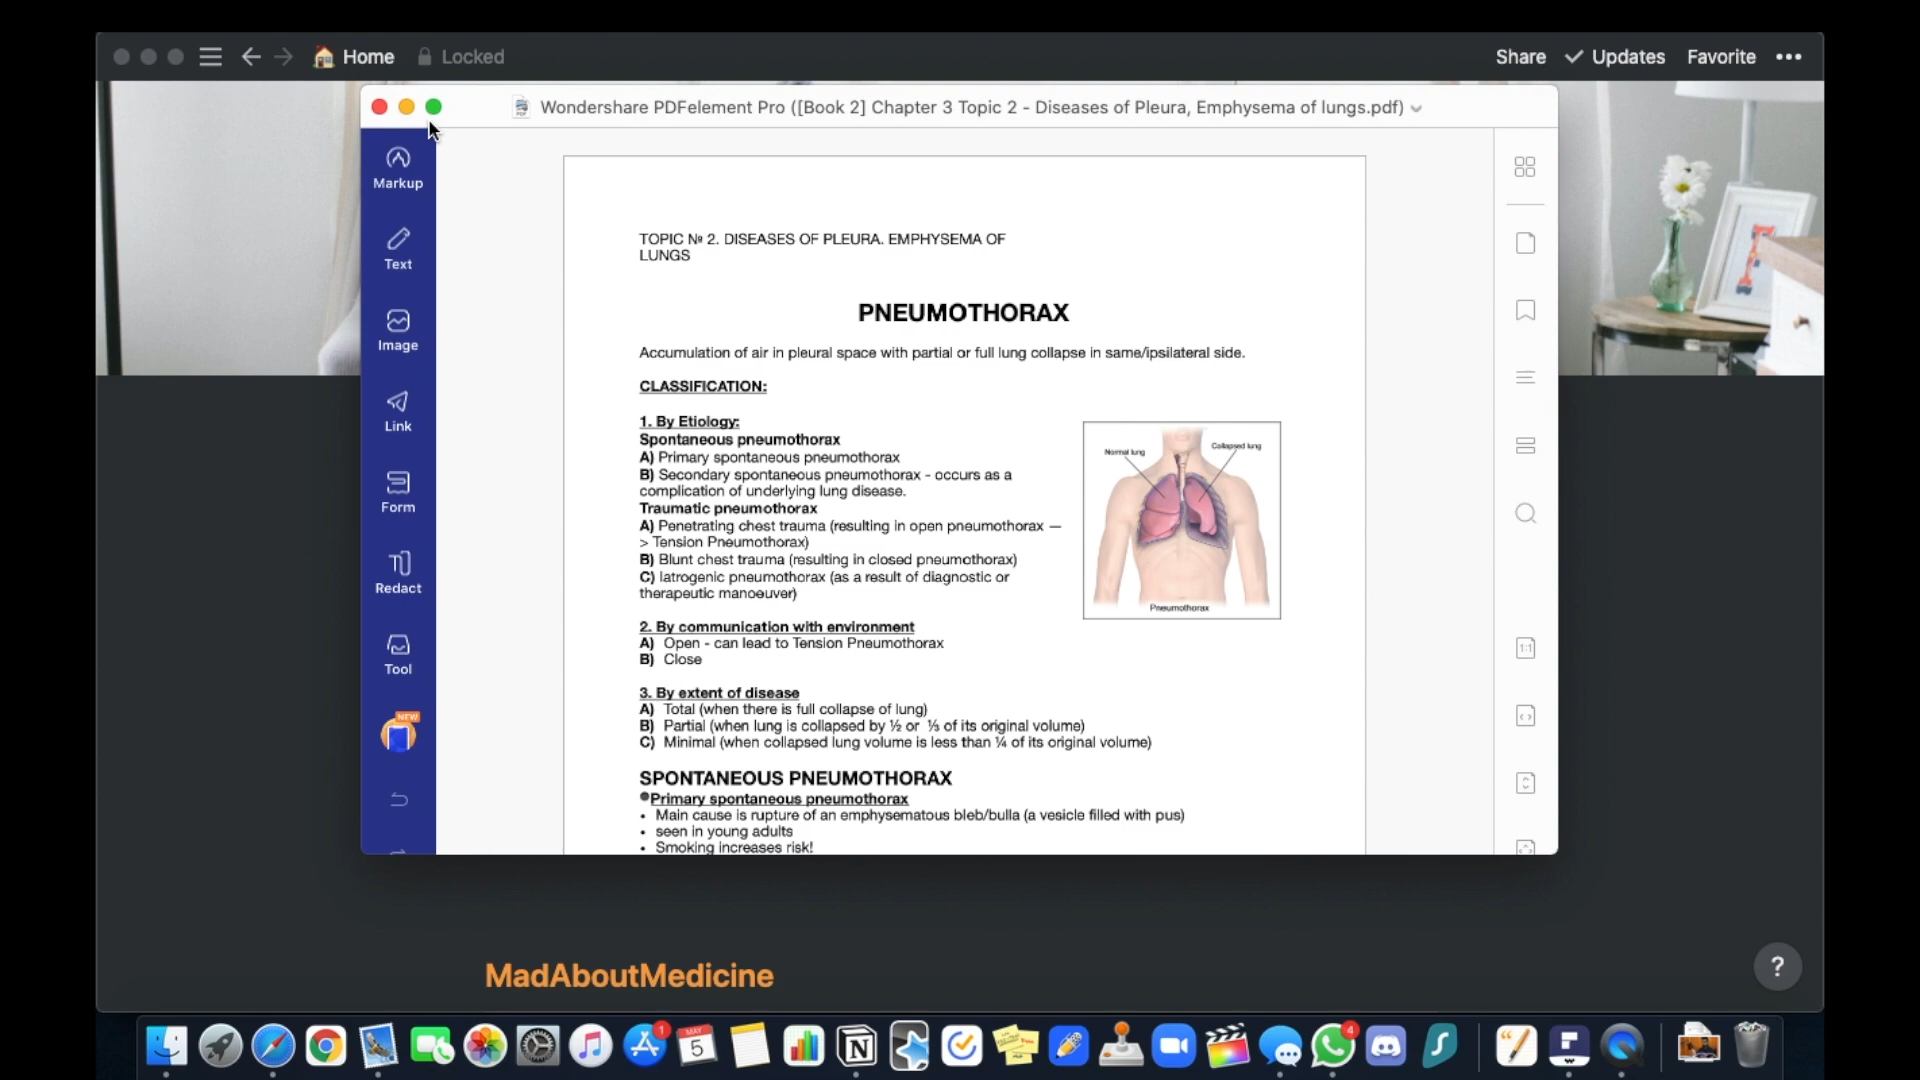 Home
Locked
Share
Updates
Favorite
Wondershare PDFelement Pro ([Book 2] Chapter 3 Topic 2 - Diseases of Pleura, Emphysema of lungs.pdf)
Markup
Text
Image
Link
Form
Redact
Tool
NEW
TOPIC № 2. DISEASES OF PLEURA. EMPHYSEMA OF
LUNGS
PNEUMOTHORAX
Accumulation of air in pleural space with partial or full lung collapse in same/ipsilateral side.
CLASSIFICATION:
1. By Etiology:
Spontaneous pneumothorax
A) Primary spontaneous pneumothorax
B) Secondary spontaneous pneumothorax - occurs as a
complication of underlying lung disease.
Traumatic pneumothorax
A) Penetrating chest trauma (resulting in open pneumothorax —
> Tension Pneumothorax)
B) Blunt chest trauma (resulting in closed pneumothorax)
C) Iatrogenic pneumothorax (as a result of diagnostic or
therapeutic manoeuver)
Normal lung
Collapsed lung
Pneumothorax
2. By communication with environment
A) Open - can lead to Tension Pneumothorax
B) Close
3. By extent of disease
A) Total (when there is full collapse of lung)
B) Partial (when lung is collapsed by ½ or ⅓ of its original volume)
C) Minimal (when collapsed lung volume is less than ¼ of its original volume)
SPONTANEOUS PNEUMOTHORAX
●Primary spontaneous pneumothorax
• Main cause is rupture of an emphysematous bleb/bulla (a vesicle filled with pus)
• seen in young adults
• Smoking increases risk!
1:1
MadAboutMedicine
?
1
MAY
5
N
4